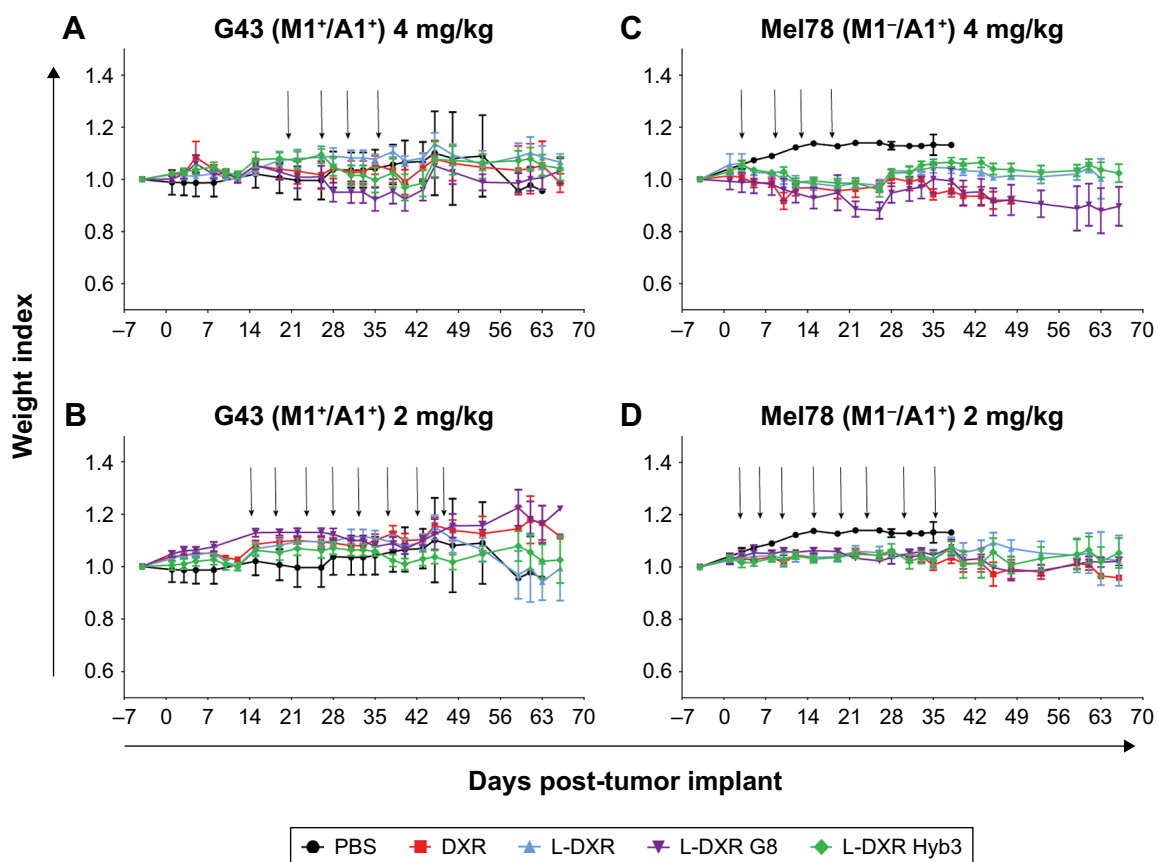 A G43 (M1⁺/A1⁺) 4 mg/kg
1.4
1.2
1.0
0.8
0.6
–7 0 7 14 21 28 35 42 49 56 63 70
C Mel78 (M1⁻/A1⁺) 4 mg/kg
1.4
1.2
1.0
0.8
0.6
–7 0 7 14 21 28 35 42 49 56 63 70
Weight index
B G43 (M1⁺/A1⁺) 2 mg/kg
1.4
1.2
1.0
0.8
0.6
–7 0 7 14 21 28 35 42 49 56 63 70
D Mel78 (M1⁻/A1⁺) 2 mg/kg
1.4
1.2
1.0
0.8
0.6
–7 0 7 14 21 28 35 42 49 56 63 70
Days post-tumor implant
PBS DXR L-DXR L-DXR G8 L-DXR Hyb3